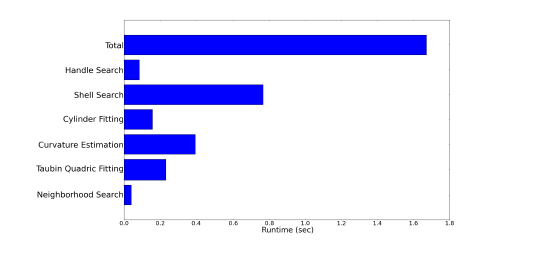 Total
Handle Search
Shell Search
Cylinder Fitting
Curvature Estimation
Taubin Quadric Fitting
Neighborhood Search
0.0 0.2 0.4 0.6 0.8 1.0 1.2 1.4 1.6 1.8
Runtime (sec)